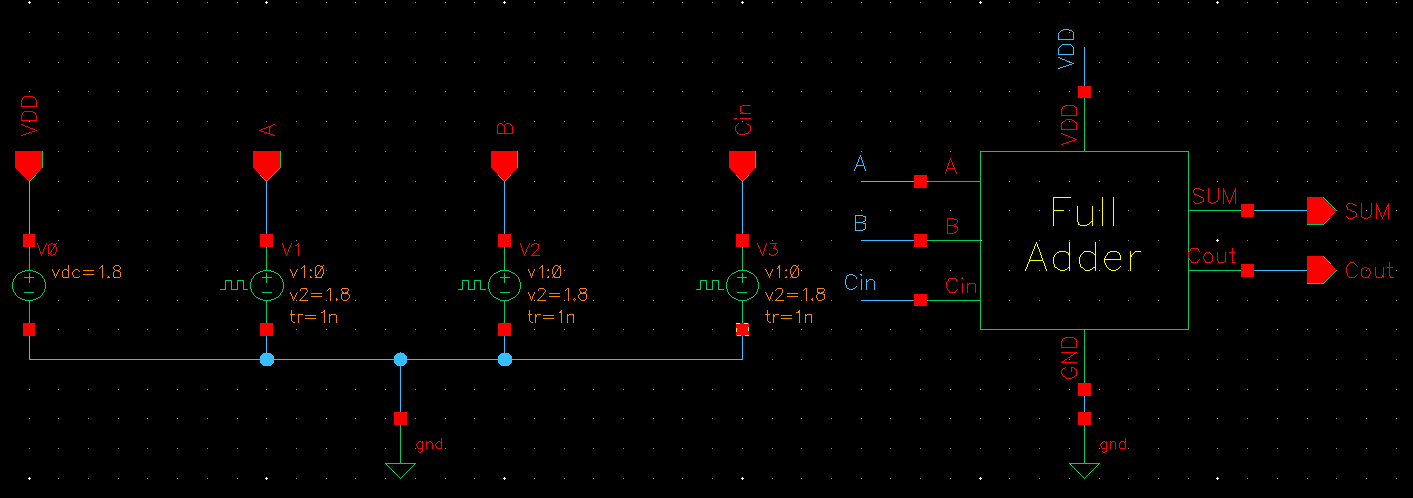 VDD
A
B
Cin
V0
vdc=1.8
V1
v1:0
v2=1.8
tr=1n
V2
v1:0
v2=1.8
tr=1n
V3
v1:0
v2=1.8
tr=1n
gnd
VDD
VDD
A
A
B
B
Cin
Cin
Full
Adder
SUM
SUM
Cout
Cout
GND
gnd